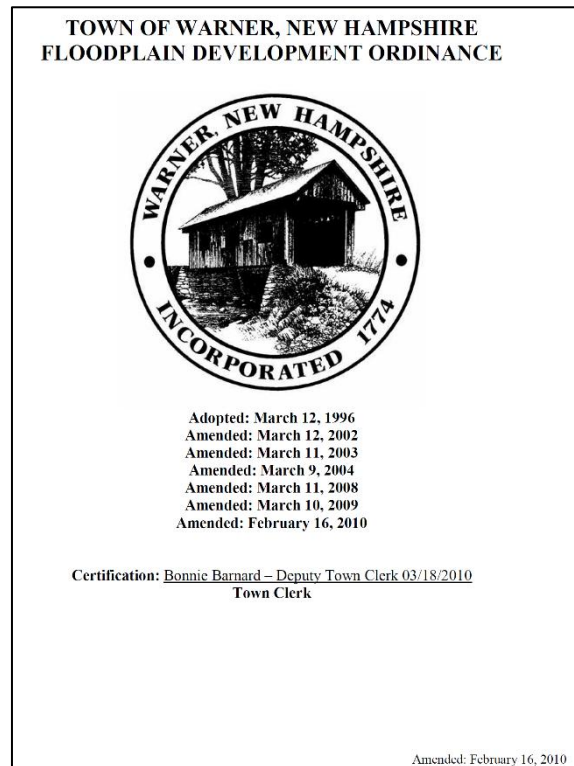 TOWN OF WARNER, NEW HAMPSHIRE
FLOODPLAIN DEVELOPMENT ORDINANCE
WARNER, NEW HAMPSHIRE
INCORPORATED 1774
Adopted: March 12, 1996
Amended: March 12, 2002
Amended: March 11, 2003
Amended: March 9, 2004
Amended: March 11, 2008
Amended: March 10, 2009
Amended: February 16, 2010
Certification: Bonnie Barnard – Deputy Town Clerk 03/18/2010
Town Clerk
Amended: February 16, 2010